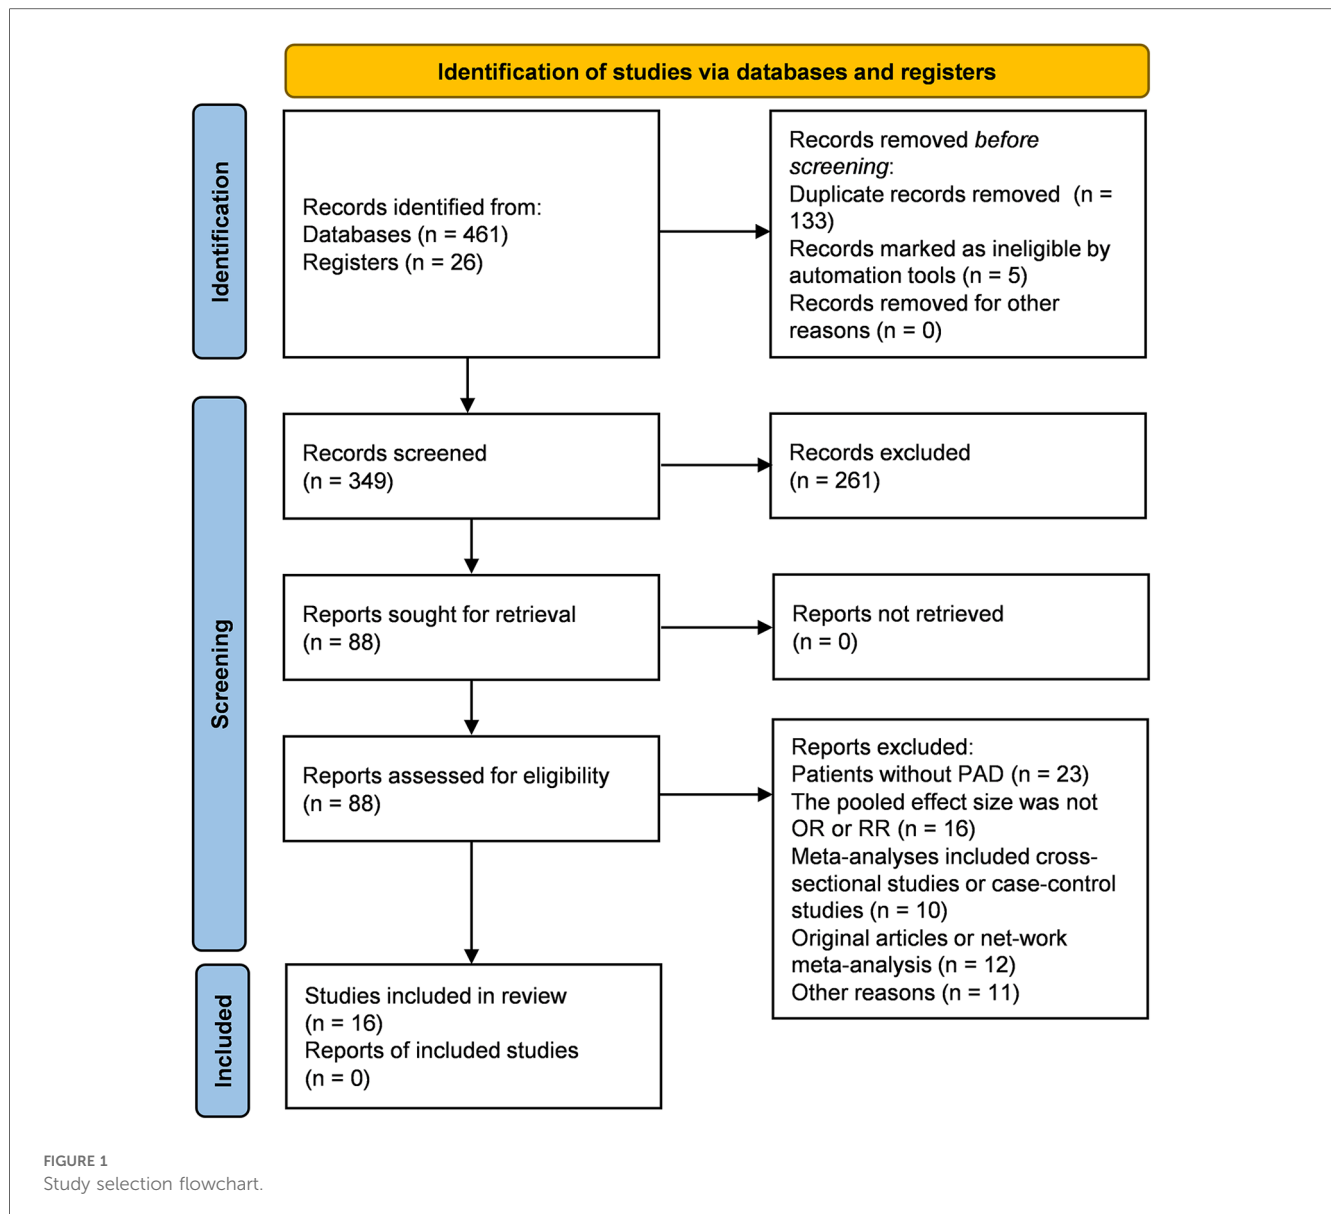 Identification of studies via databases and registers
Identification
Records identified from:
Databases (n = 461)
Registers (n = 26)
Records removed before
screening:
Duplicate records removed (n =
133)
Records marked as ineligible by
automation tools (n = 5)
Records removed for other
reasons (n = 0)
Screening
Records screened
(n = 349)
Records excluded
(n = 261)
Reports sought for retrieval
(n = 88)
Reports not retrieved
(n = 0)
Reports assessed for eligibility
(n = 88)
Reports excluded:
Patients without PAD (n = 23)
The pooled effect size was not
OR or RR (n = 16)
Meta-analyses included cross-
sectional studies or case-control
studies (n = 10)
Original articles or net-work
meta-analysis (n = 12)
Other reasons (n = 11)
Included
Studies included in review
(n = 16)
Reports of included studies
(n = 0)
FIGURE 1
Study selection flowchart.